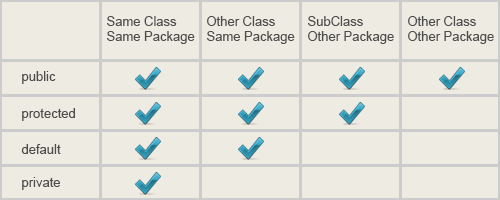 Same Class Other Class SubClass Other Class
Same Package Same Package Other Package Other Package
public
protected
default
private